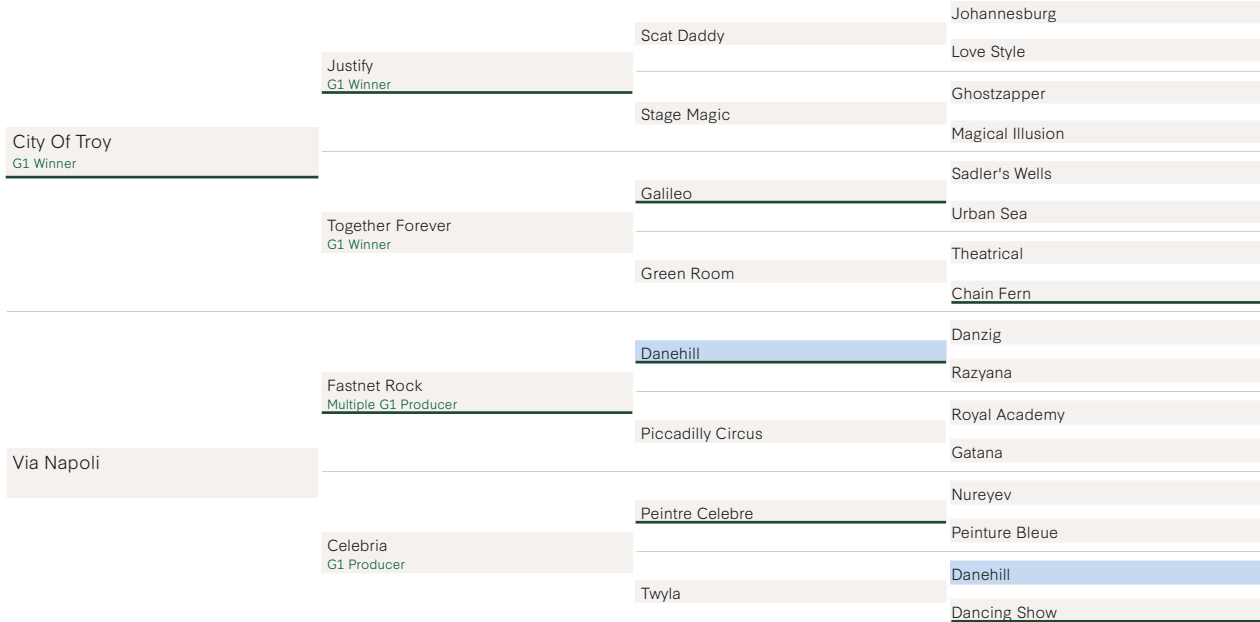 City Of Troy
G1 Winner
Via Napoli
Justify
G1 Winner
Together Forever
G1 Winner
Fastnet Rock
Multiple G1 Producer
Celebria
G1 Producer
Scat Daddy
Stage Magic
Galileo
Green Room
Danehill
Piccadilly Circus
Peintre Celebre
Twyla
Johannesburg
Love Style
Ghostzapper
Magical Illusion
Sadler's Wells
Urban Sea
Theatrical
Chain Fern
Danzig
Razyana
Royal Academy
Gatana
Nureyev
Peinture Bleue
Danehill
Dancing Show